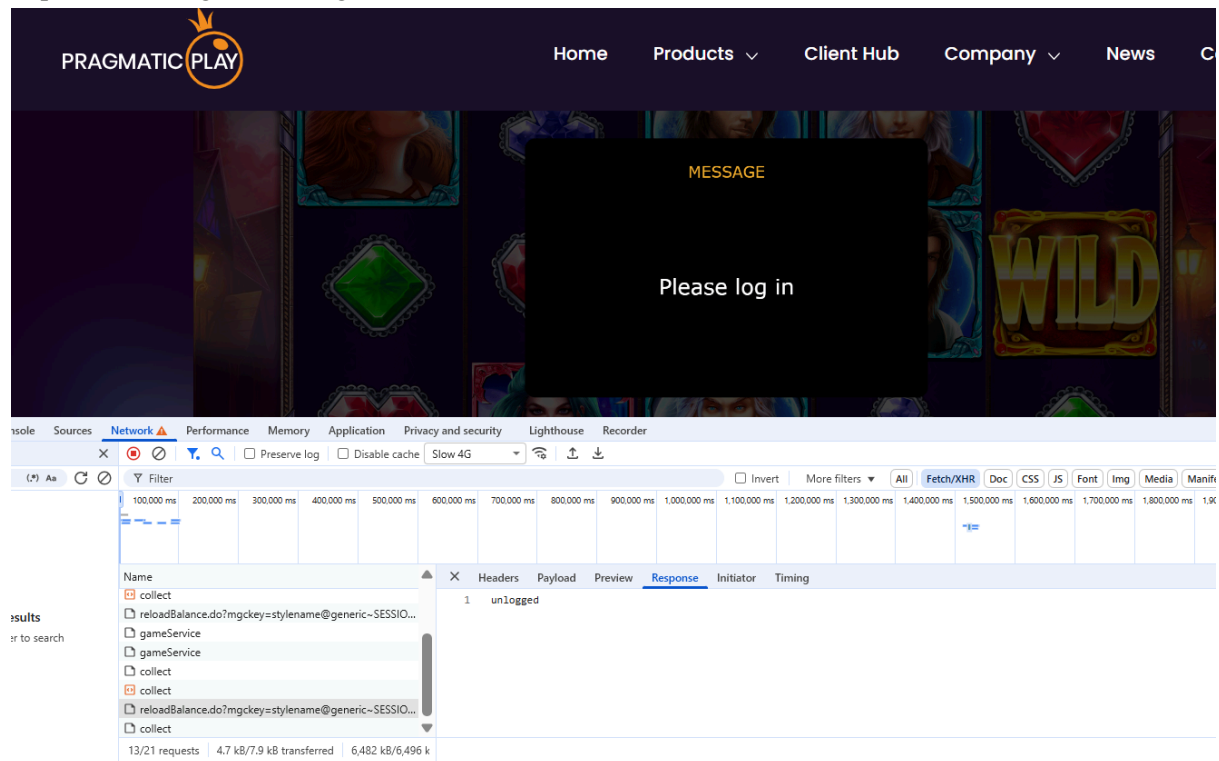 PRAGMATIC PLAY Home Products Client Hub Company News
MESSAGE
Please log in
WILD
Sources Network Performance Memory Application Privacy and security Lighthouse Recorder
Preserve log Disable cache Slow 4G
(.*) Aa Filter Invert More filters All Fetch/XHR Doc CSS JS Font Img Media
100,000 ms 200,000 ms 300,000 ms 400,000 ms 500,000 ms 600,000 ms 700,000 ms 800,000 ms 900,000 ms 1,000,000 ms 1,100,000 ms 1,200,000 ms 1,300,000 ms 1,400,000 ms 1,500,000 ms 1,600,000 ms 1,700,000 ms 1,800,000 ms
Name Headers Payload Preview Response Initiator Timing
collect
1 unlogged
reloadBalance.do?mgckey=stylename@generic~SESSIO...
gameService
to search
gameService
collect
collect
reloadBalance.do?mgckey=stylename@generic~SESSIO...
collect
13/21 requests 4.7 kB/7.9 kB transferred 6,482 kB/6,496 k